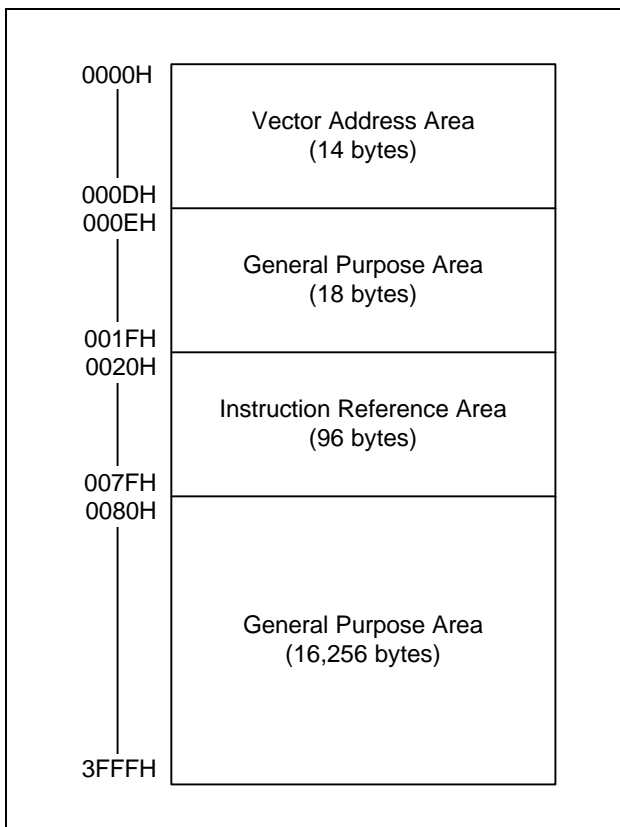 0000H
Vector Address Area
(14 bytes)
000DH
000EH
General Purpose Area
(18 bytes)
001FH
0020H
Instruction Reference Area
(96 bytes)
007FH
0080H
General Purpose Area
(16,256 bytes)
3FFFH